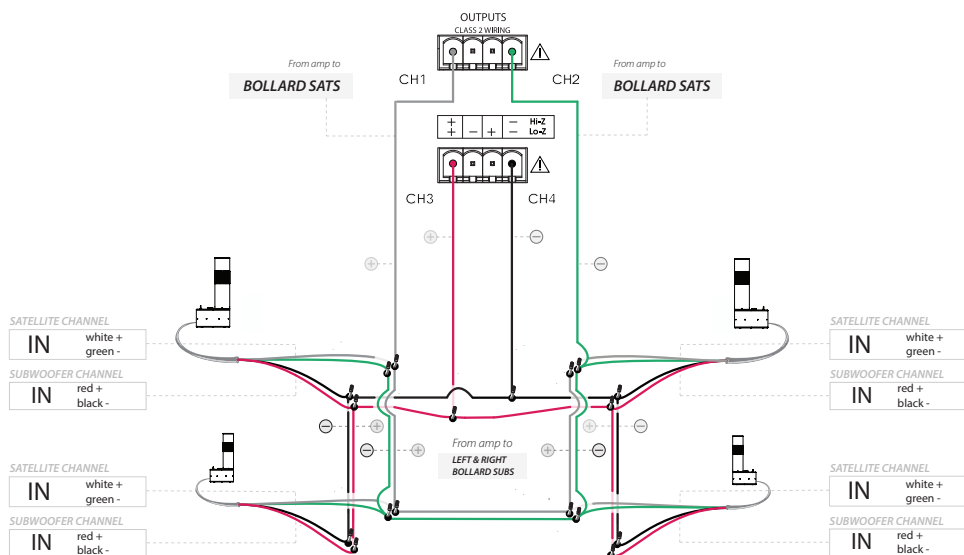 OUTPUTS
CLASS 2 WIRING
From amp to
BOLLARD SATS
CH1
CH2
From amp to
BOLLARD SATS
+ − Hi-Z
+ − + − Lo-Z
CH3
CH4
+
−
+
−
SATELLITE CHANNEL
IN
white +
green -
SUBWOOFER CHANNEL
IN
red +
black -
SATELLITE CHANNEL
IN
white +
green -
SUBWOOFER CHANNEL
IN
red +
black -
− +
− +
From amp to
LEFT & RIGHT
BOLLARD SUBS
+ −
+ −
SATELLITE CHANNEL
IN
white +
green -
SUBWOOFER CHANNEL
IN
red +
black -
SATELLITE CHANNEL
IN
white +
green -
SUBWOOFER CHANNEL
IN
red +
black -